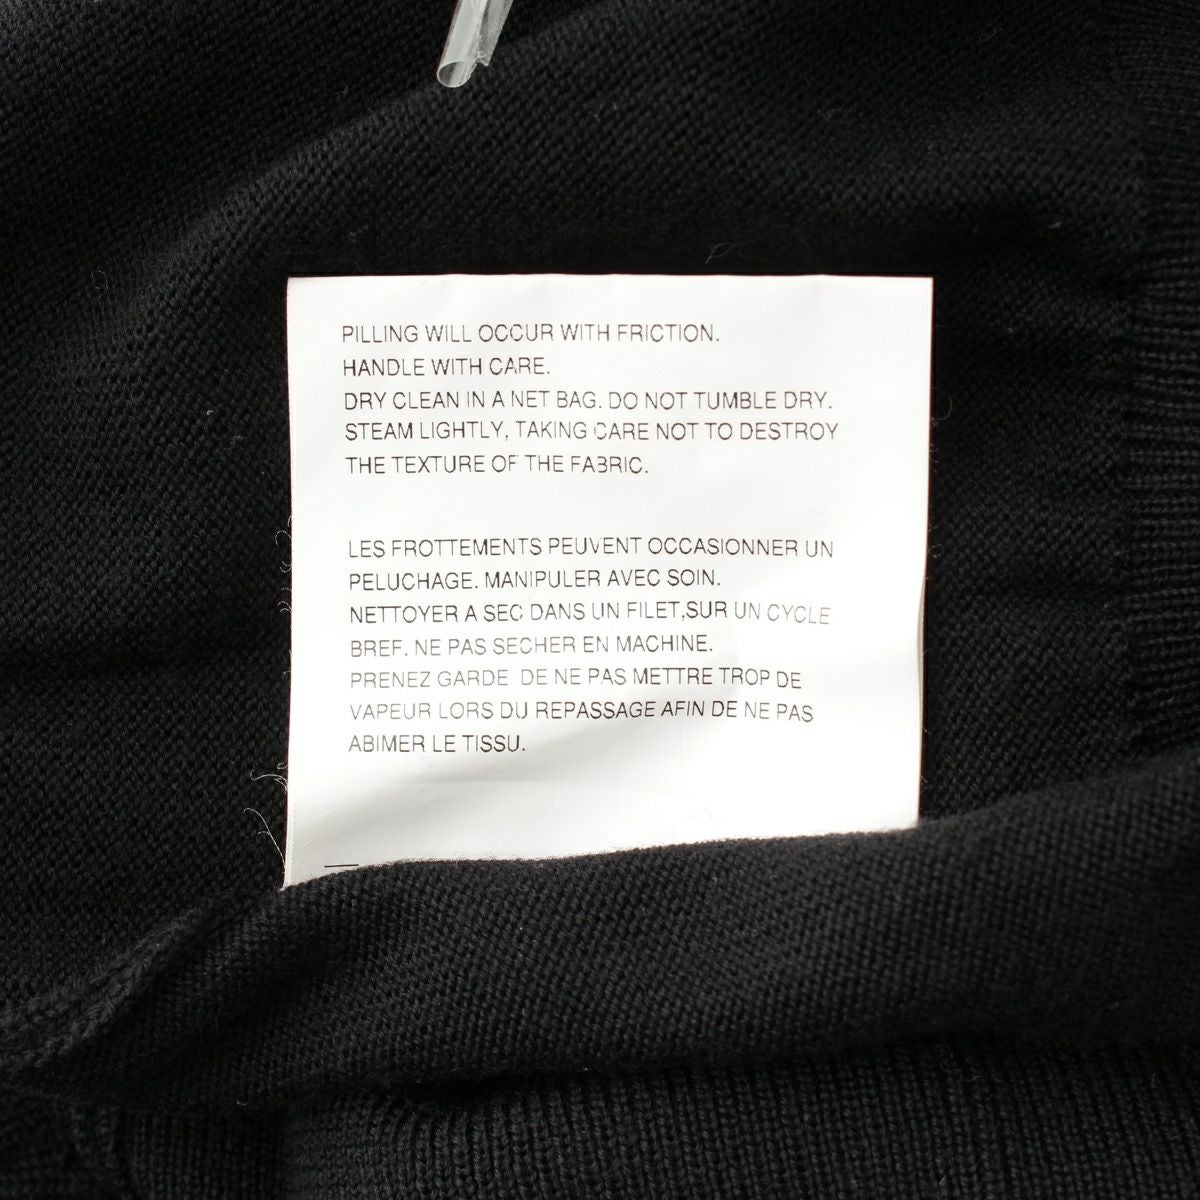 PILLING WILL OCCUR WITH FRICTION.
HANDLE WITH CARE.
DRY CLEAN IN A NET BAG. DO NOT TUMBLE DRY.
STEAM LIGHTLY, TAKING CARE NOT TO DESTROY
THE TEXTURE OF THE FABRIC.
LES FROTTEMENTS PEUVENT OCCASIONNER UN
PELUCHAGE. MANIPULER AVEC SOIN.
NETTOYER A SEC DANS UN FILET,SUR UN CYCLE
BREF. NE PAS SECHER EN MACHINE.
PRENEZ GARDE DE NE PAS METTRE TROP DE
VAPEUR LORS DU REPASSAGE AFIN DE NE PAS
ABIMER LE TISSU.